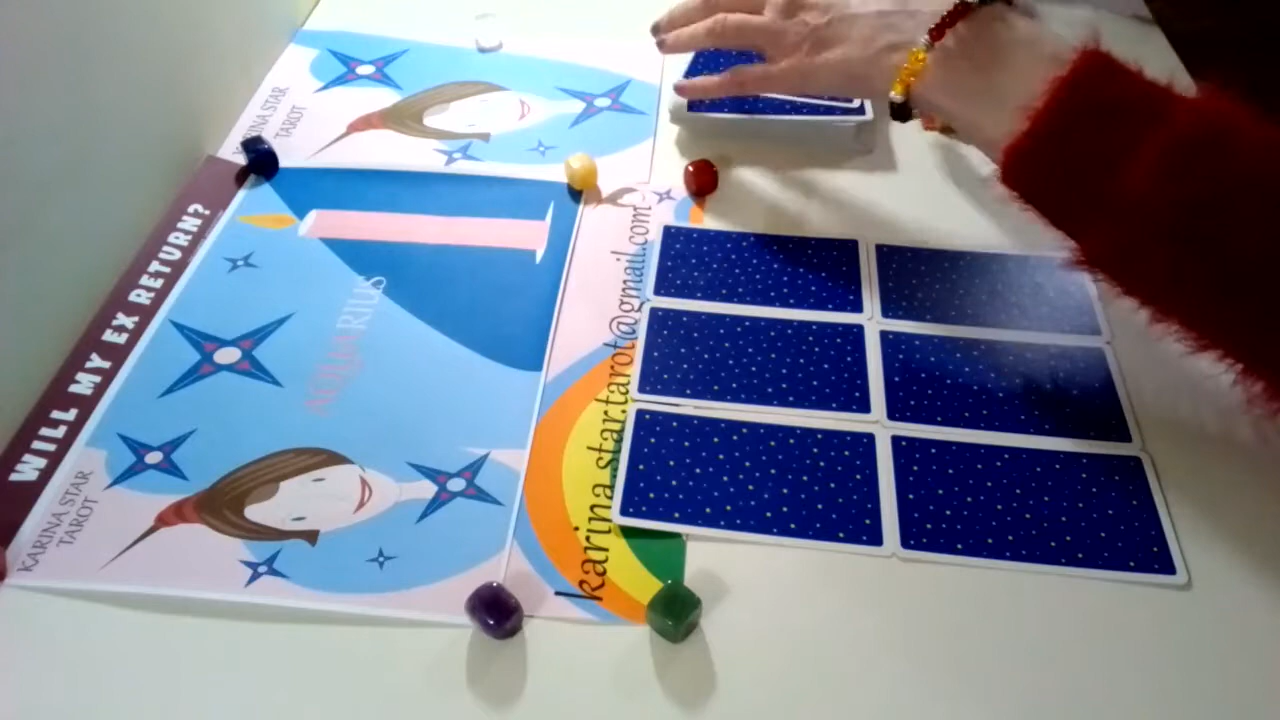 KARINA STAR
TAROT
WILL MY EX RETURN?
AQUARIUS
KARINA STAR
TAROT
karina.star.tarot@gmail.com